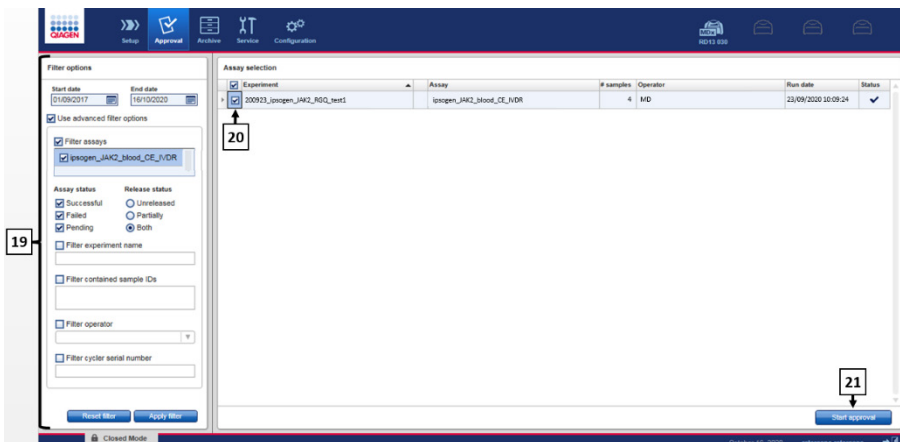 QIAGEN
Setup Approval Archive Service Configuration
MDx
RD13 030
Filter options
Start date End date
01/09/2017 16/10/2020
Use advanced filter options
Filter assays
ipsogen_JAK2_blood_CE_IVDR
Assay status Release status
Successful Unreleased
Failed Partially
Pending Both
Filter experiment name
Filter contained sample IDs
Filter operator
Filter cycler serial number
Reset filter Apply filter
19
Assay selection
Experiment Assay # samples Operator Run date Status
200923_ipsogen_JAK2_RGQ_test1 ipsogen_JAK2_blood_CE_IVDR 4 MD 23/09/2020 10:09:24
20
21
Start approval
Closed Mode